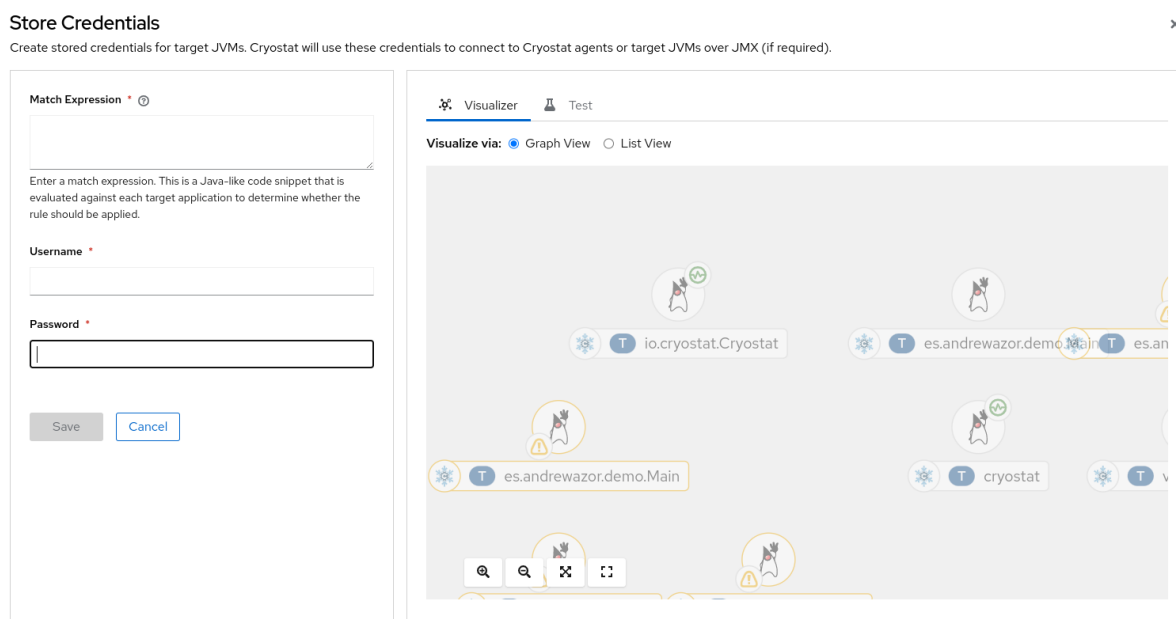 Store Credentials
Create stored credentials for target JVMs. Cryostat will use these credentials to connect to Cryostat agents or target JVMs over JMX (if required).
Match Expression *
Enter a match expression. This is a Java-like code snippet that is
evaluated against each target application to determine whether the
rule should be applied.
Username *
Password *
Save Cancel
Visualizer Test
Visualize via: Graph View List View
T io.cryostat.Cryostat
T es.andrewazor.demo.Main
T es.an
T es.andrewazor.demo.Main
T cryostat
T v